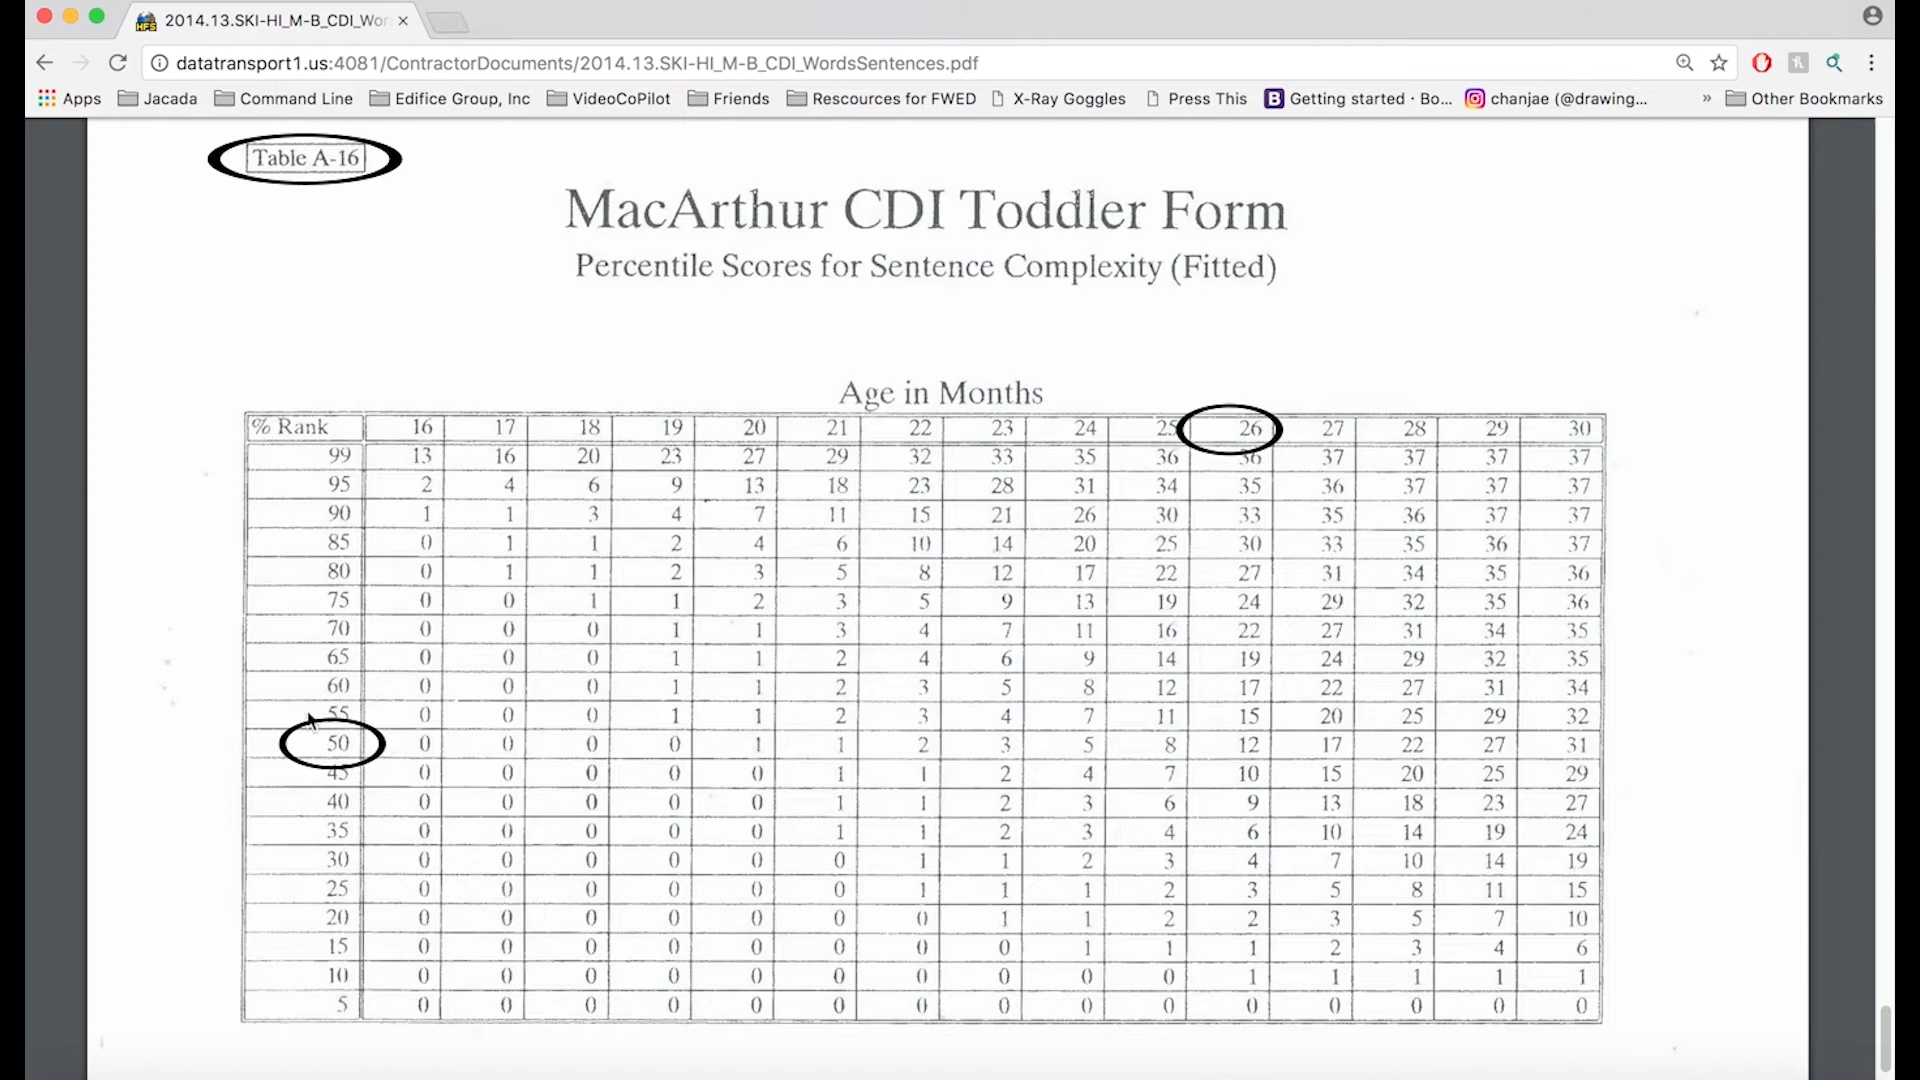 2014.13.SKI-HI_M-B_CDI_Wor
datatransport1.us:4081/ContractorDocuments/2014.13.SKI-HI_M-B_CDI_WordsSentences.pdf
Apps Jacada Command Line Edifice Group, Inc VideoCoPilot Friends Rescources for FWED X-Ray Goggles Press This B Getting started · Bo... chanjae (@drawing... » Other Bookmarks
Table A-16
MacArthur CDI Toddler Form
Percentile Scores for Sentence Complexity (Fitted)
Age in Months
% Rank 16 17 18 19 20 21 22 23 24 25 26 27 28 29 30
99 13 16 20 23 27 29 32 33 35 36 36 37 37 37 37
95 2 4 6 9 13 18 23 28 31 34 35 36 37 37 37
90 1 1 3 4 7 11 15 21 26 30 33 35 36 37 37
85 0 1 1 2 4 6 10 14 20 25 30 33 35 36 37
80 0 1 1 2 3 5 8 12 17 22 27 31 34 35 36
75 0 0 1 1 2 3 5 9 13 19 24 29 32 35 36
70 0 0 0 1 1 3 4 7 11 16 22 27 31 34 35
65 0 0 0 1 1 2 4 6 9 14 19 24 29 32 35
60 0 0 0 1 1 2 3 5 8 12 17 22 27 31 34
55 0 0 0 1 1 2 3 4 7 11 15 20 25 29 32
50 0 0 0 0 1 1 2 3 5 8 12 17 22 27 31
45 0 0 0 0 0 1 1 2 4 7 10 15 20 25 29
40 0 0 0 0 0 1 1 2 3 6 9 13 18 23 27
35 0 0 0 0 0 1 1 2 3 4 6 10 14 19 24
30 0 0 0 0 0 0 1 1 2 3 4 7 10 14 19
25 0 0 0 0 0 0 1 1 1 2 3 5 8 11 15
20 0 0 0 0 0 0 0 1 1 2 2 3 5 7 10
15 0 0 0 0 0 0 0 0 1 1 1 2 3 4 6
10 0 0 0 0 0 0 0 0 0 0 1 1 1 1 1
5 0 0 0 0 0 0 0 0 0 0 0 0 0 0 0